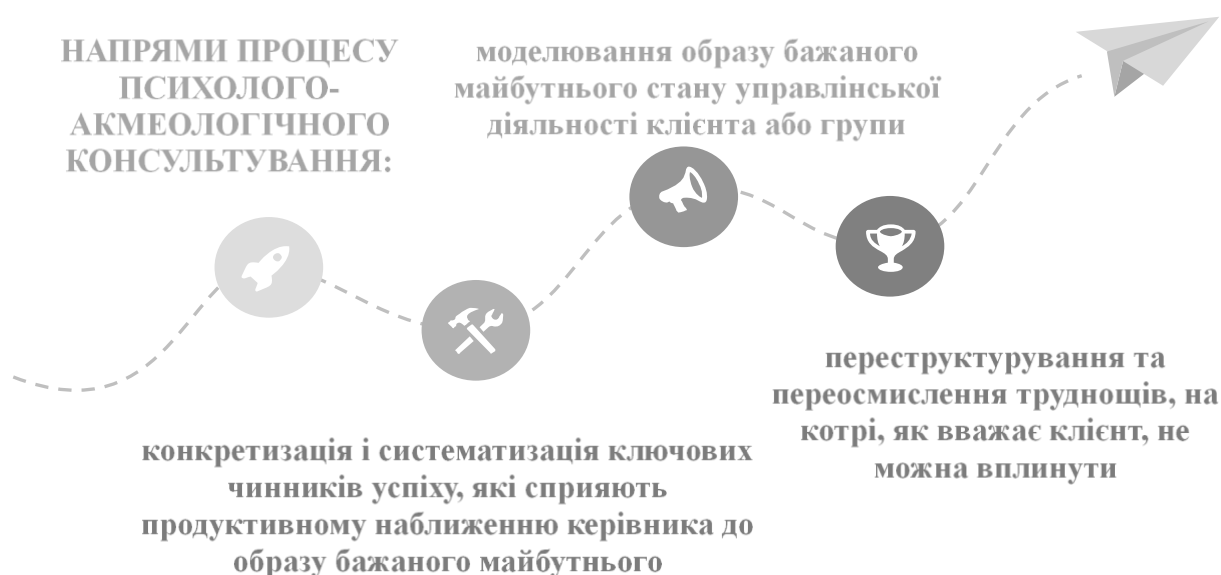 НАПРЯМИ ПРОЦЕСУ
ПСИХОЛОГО-
АКМЕОЛОГІЧНОГО
КОНСУЛЬТУВАННЯ:
моделювання образу бажаного
майбутнього стану управлінської
діяльності клієнта або групи
конкретизація і систематизація ключових
чинників успіху, які сприяють
продуктивному наближенню керівника до
образу бажаного майбутнього
переструктурування та
переосмислення труднощів, на
котрі, як вважає клієнт, не
можна вплинути